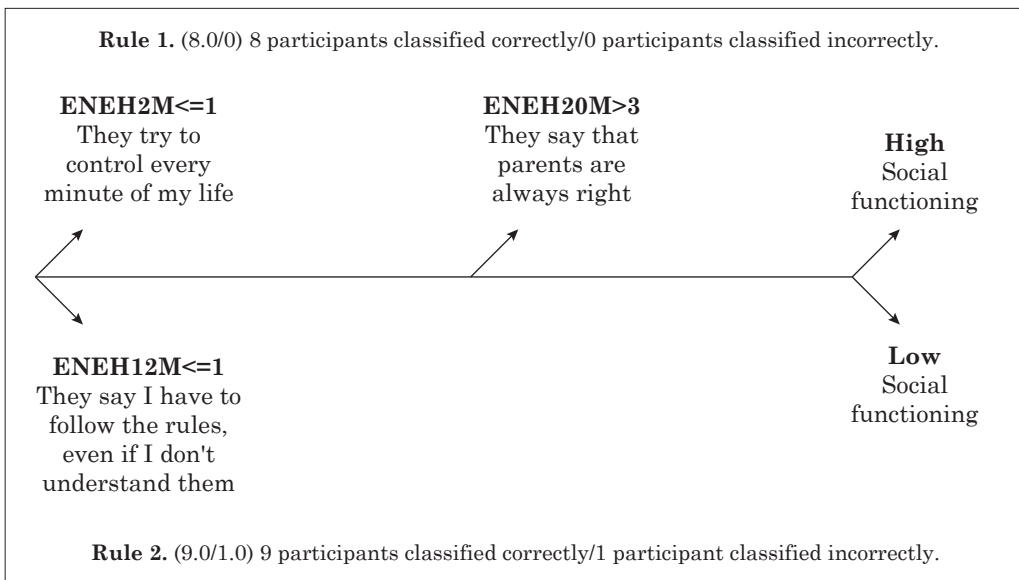 Rule 1. (8.0/0) 8 participants classified correctly/0 participants classified incorrectly.
ENEH2M<=1
They try to
control every
minute of my life
ENEH20M>3
They say that
parents are
always right
High
Social
functioning
ENEH12M<=1
They say I have to
follow the rules,
even if I don't
understand them
Low
Social
functioning
Rule 2. (9.0/1.0) 9 participants classified correctly/1 participant classified incorrectly.